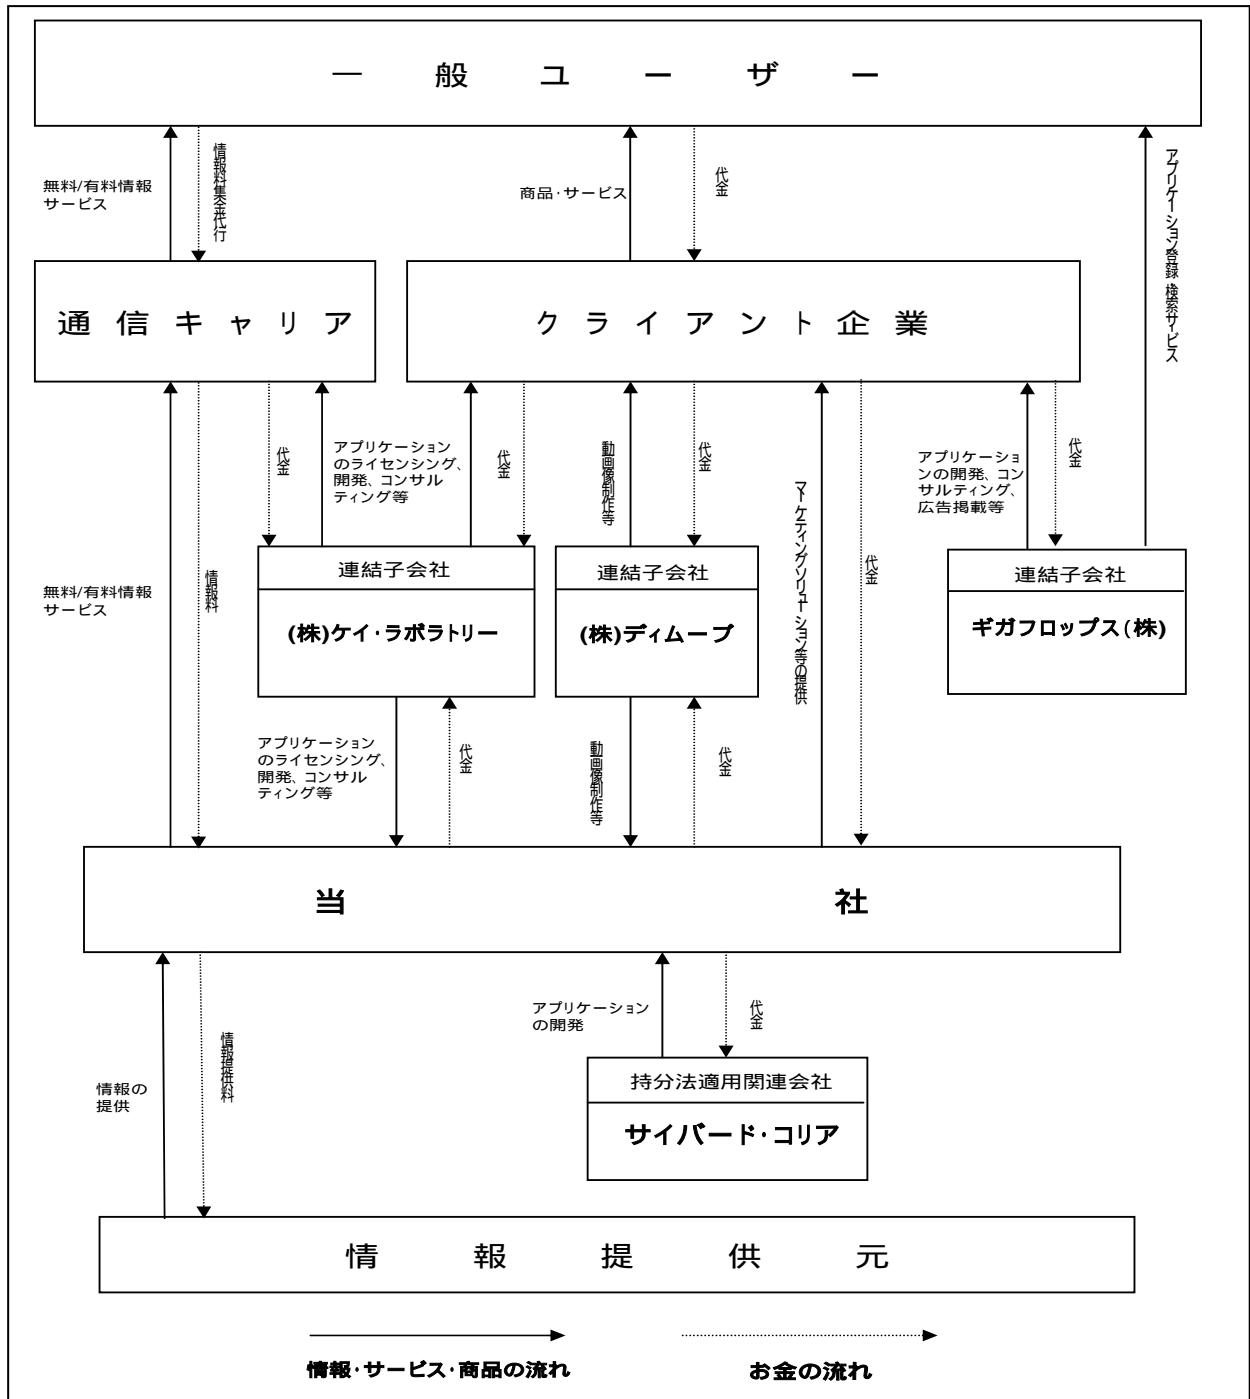 一般ユーザー
無料/有料情報
サービス
情報料集金代行
商品・サービス
代金
アプリケーション登録・検索サービス
通信キャリア
クライアント企業
代金
アプリケーション
のライセンシング、
開発、コンサル
ティング等
代金
動画像制作等
代金
マーケティングソリューション等の提供
代金
アプリケーショ
ンの開発、コン
サルティング、
広告掲載等
代金
無料/有料情報
サービス
情報料
連結子会社
(株)ケイ・ラボラトリー
連結子会社
(株)ディムーブ
連結子会社
ギガフロップス(株)
アプリケーション
のライセンシング、
開発、コンサル
ティング等
代金
動画像制作等
代金
当社
情報の
提供
情報提供料
アプリケーション
の開発
代金
持分法適用関連会社
サイバード・コリア
情報提供元
情報・サービス・商品の流れ
お金の流れ